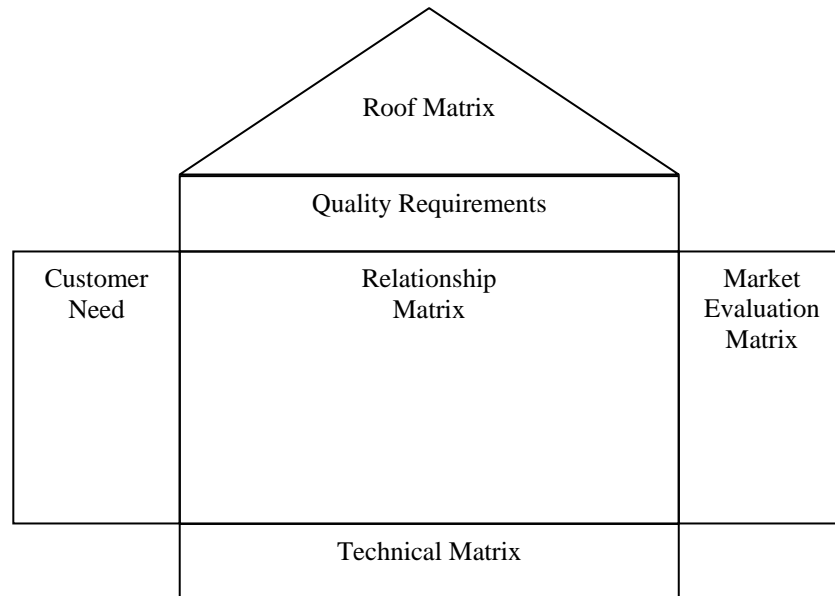 Roof Matrix
Quality Requirements
Customer
Need
Relationship
Matrix
Market
Evaluation
Matrix
Technical Matrix